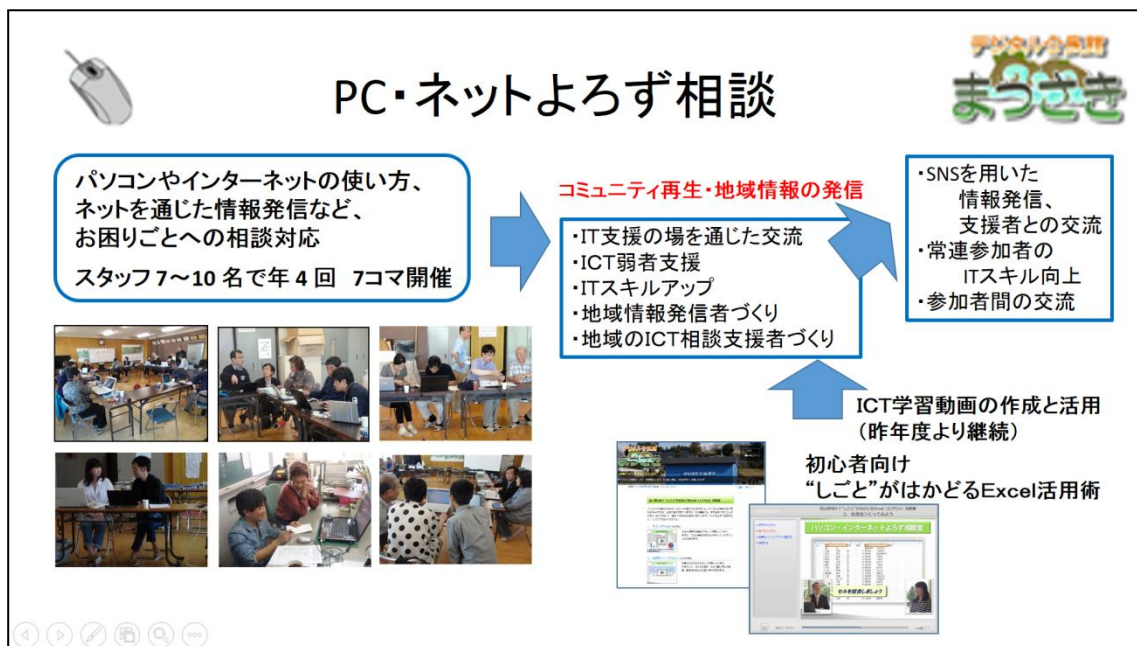 PC・ネットよろず相談
デジタル公民館
まつざき
パソコンやインターネットの使い方、
ネットを通じた情報発信など、
お困りごとへの相談対応
スタッフ 7～10 名で年 4 回　7コマ開催
コミュニティ再生・地域情報の発信
・IT支援の場を通じた交流
・ICT弱者支援
・ITスキルアップ
・地域情報発信者づくり
・地域のICT相談支援者づくり
・SNSを用いた
情報発信、
支援者との交流
・常連参加者の
ITスキル向上
・参加者間の交流
ICT学習動画の作成と活用
（昨年度より継続）
初心者向け
“しごと”がはかどるExcel活用術
パソコン・インターネットよろず相談室
セルを結合しましょう